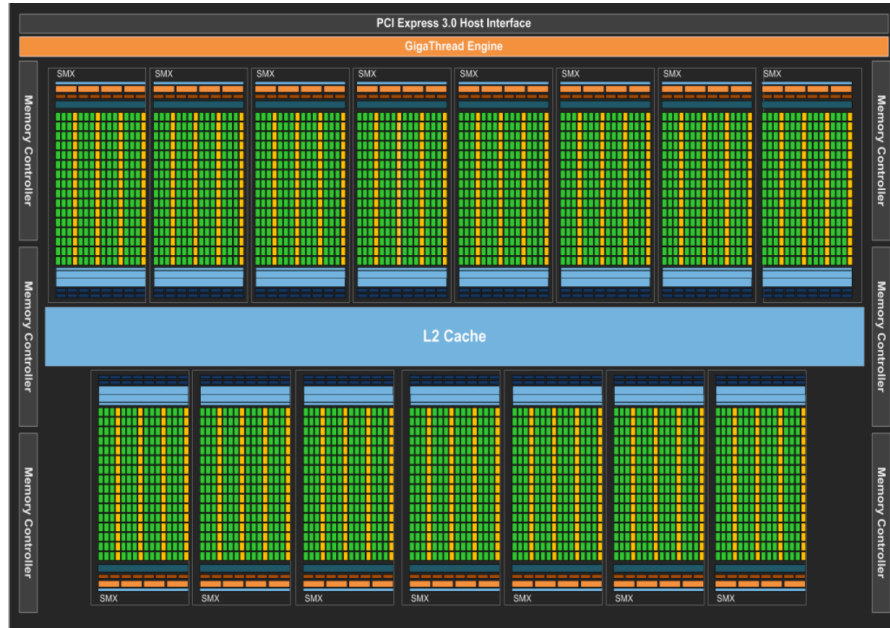 PCI Express 3.0 Host Interface
GigaThread Engine
SMX SMX SMX SMX SMX SMX SMX SMX
Memory Controller
Memory Controller
Memory Controller
Memory Controller
L2 Cache
Memory Controller
Memory Controller
SMX SMX SMX SMX SMX SMX SMX